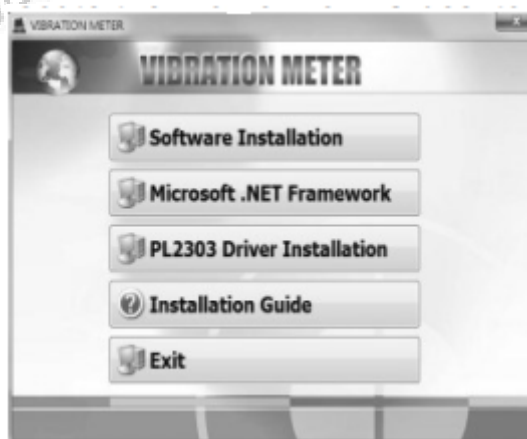 VIBRATION METER
VIBRATION METER
Software Installation
Microsoft .NET Framework
PL2303 Driver Installation
Installation Guide
Exit